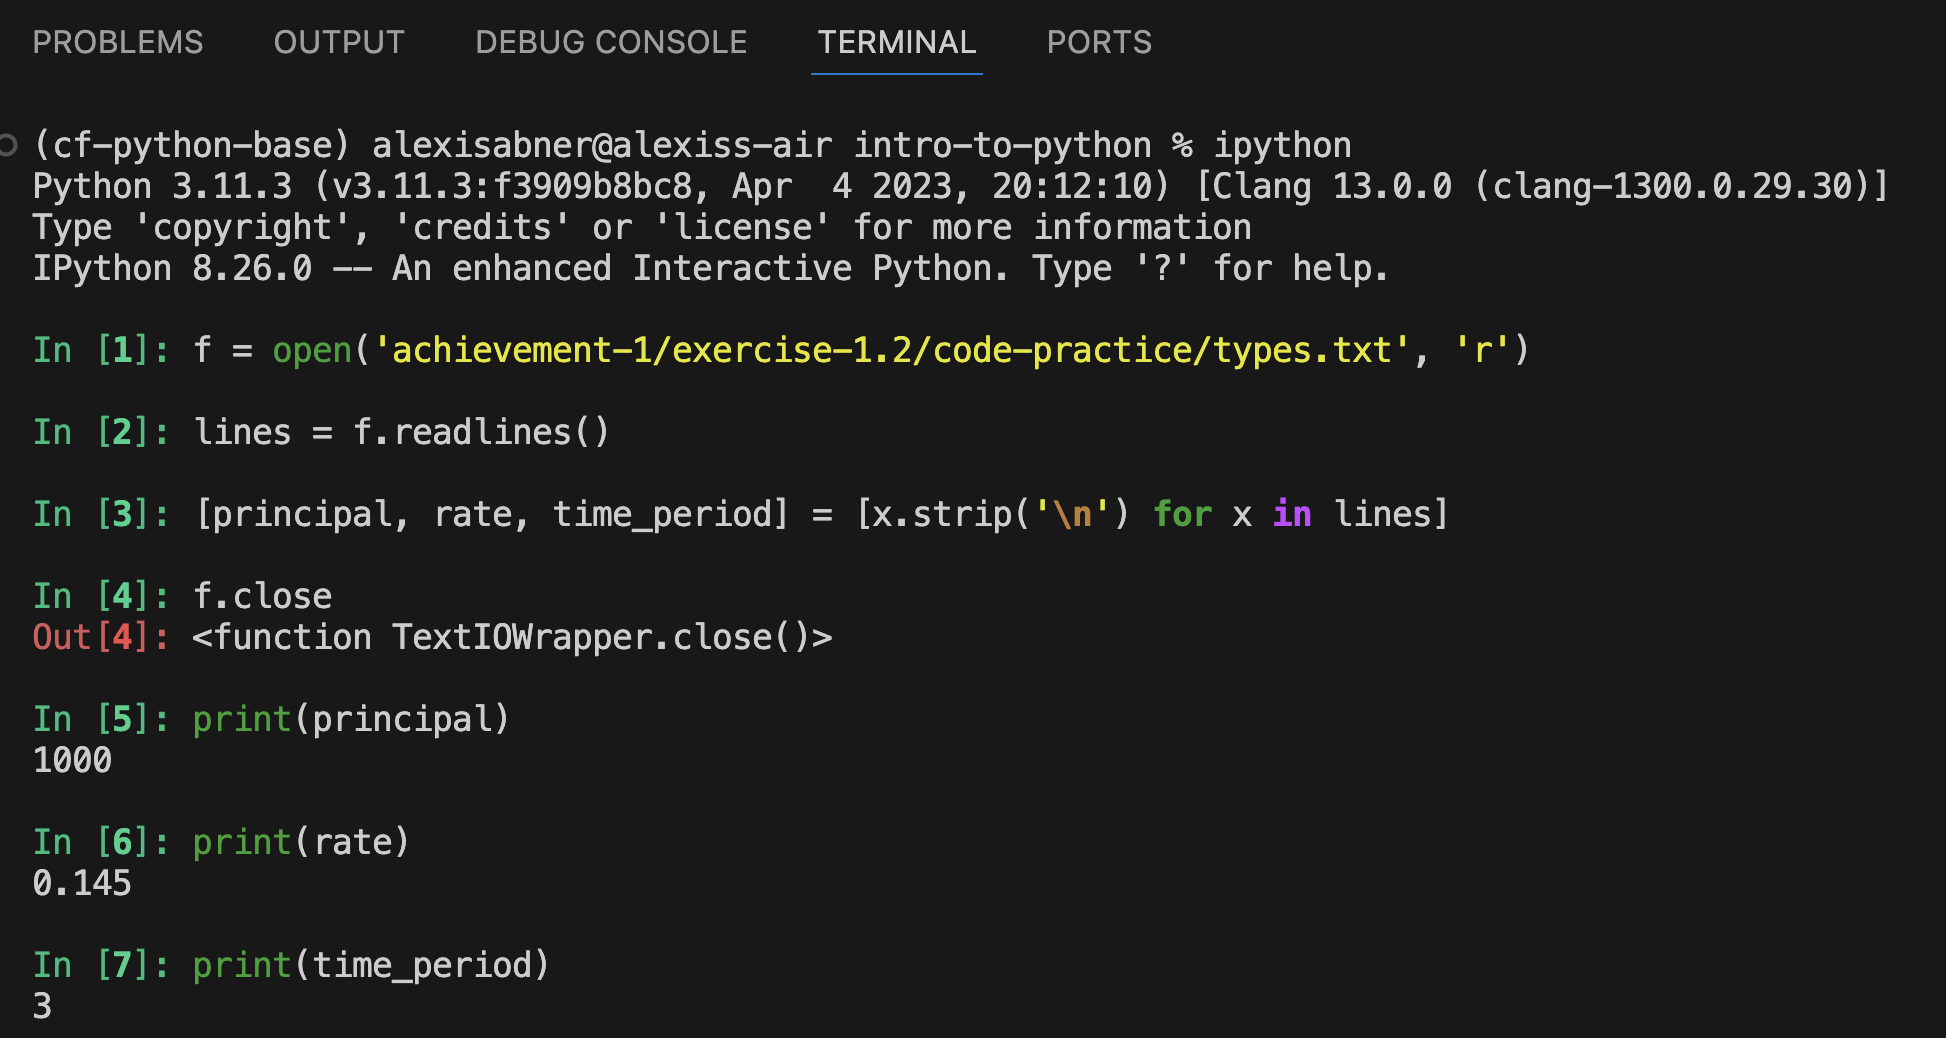 PROBLEMS OUTPUT DEBUG CONSOLE TERMINAL PORTS
(cf-python-base) alexisabner@alexiss-air intro-to-python % ipython
Python 3.11.3 (v3.11.3:f3909b8bc8, Apr  4 2023, 20:12:10) [Clang 13.0.0 (clang-1300.0.29.30)]
Type 'copyright', 'credits' or 'license' for more information
IPython 8.26.0 -- An enhanced Interactive Python. Type '?' for help.
In [1]: f = open('achievement-1/exercise-1.2/code-practice/types.txt', 'r')
In [2]: lines = f.readlines()
In [3]: [principal, rate, time_period] = [x.strip('\n') for x in lines]
In [4]: f.close
Out[4]: <function TextIOWrapper.close()>
In [5]: print(principal)
1000
In [6]: print(rate)
0.145
In [7]: print(time_period)
3